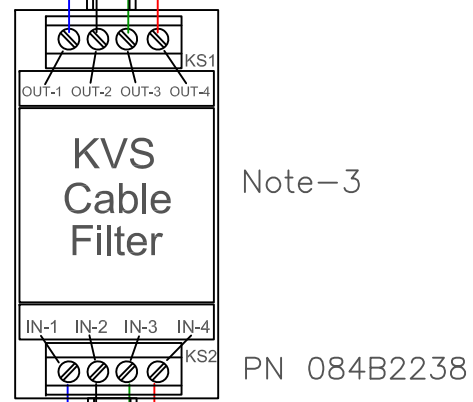 KS1
OUT-1 OUT-2 OUT-3 OUT-4
KVS
Cable
Filter
Note-3
IN-1 IN-2 IN-3 IN-4
KS2
PN 084B2238